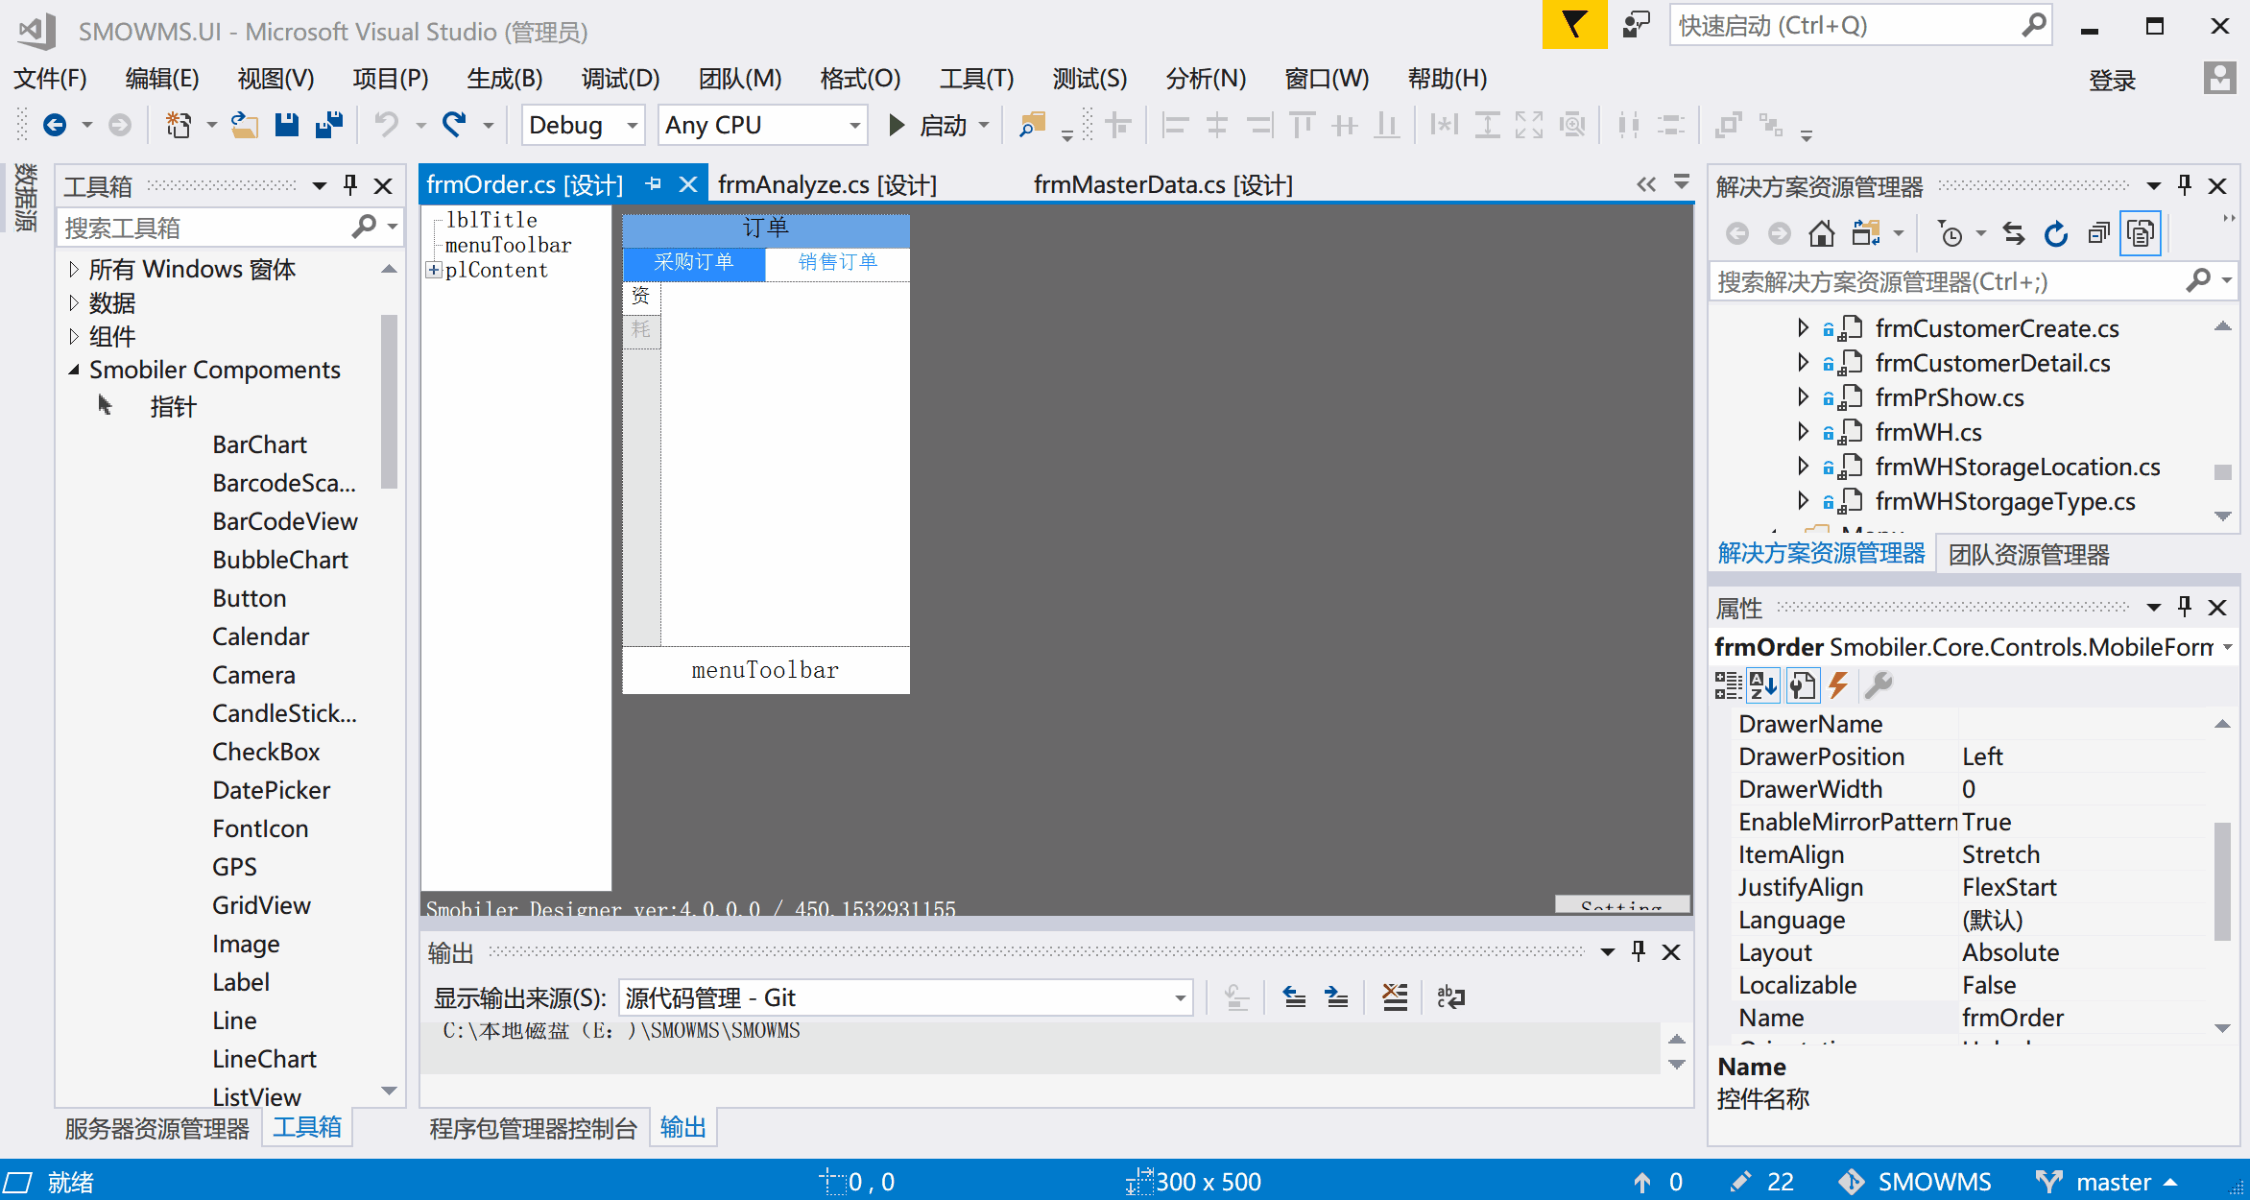 SMOWMS.UI - Microsoft Visual Studio (管理员)
快速启动 (Ctrl+Q)
文件(F) 编辑(E) 视图(V) 项目(P) 生成(B) 调试(D) 团队(M) 格式(O) 工具(T) 测试(S) 分析(N) 窗口(W) 帮助(H)
登录
Debug Any CPU 启动
数据源
工具箱
搜索工具箱
所有 Windows 窗体
数据
组件
Smobiler Compoments
指针
BarChart
BarcodeSca...
BarCodeView
BubbleChart
Button
Calendar
Camera
CandleStick...
CheckBox
DatePicker
FontIcon
GPS
GridView
Image
Label
Line
LineChart
ListView
服务器资源管理器 工具箱
frmOrder.cs [设计] frmAnalyze.cs [设计] frmMasterData.cs [设计]
lblTitle
menuToolbar
plContent
订单
采购订单 销售订单
资
耗
menuToolbar
Smobiler Designer ver:4.0.0.0 / 450.1532931155
Setting
输出
显示输出来源(S): 源代码管理 - Git
C:\本地磁盘（E：)\SMOWMS\SMOWMS
程序包管理器控制台 输出
解决方案资源管理器
搜索解决方案资源管理器(Ctrl+;)
frmCustomerCreate.cs
frmCustomerDetail.cs
frmPrShow.cs
frmWH.cs
frmWHStorageLocation.cs
frmWHStorgageType.cs
解决方案资源管理器 团队资源管理器
属性
frmOrder Smobiler.Core.Controls.MobileForm
DrawerName
DrawerPosition Left
DrawerWidth 0
EnableMirrorPattern True
ItemAlign Stretch
JustifyAlign FlexStart
Language (默认)
Layout Absolute
Localizable False
Name frmOrder
Name
控件名称
就绪 0 , 0 300 x 500 0 22 SMOWMS master